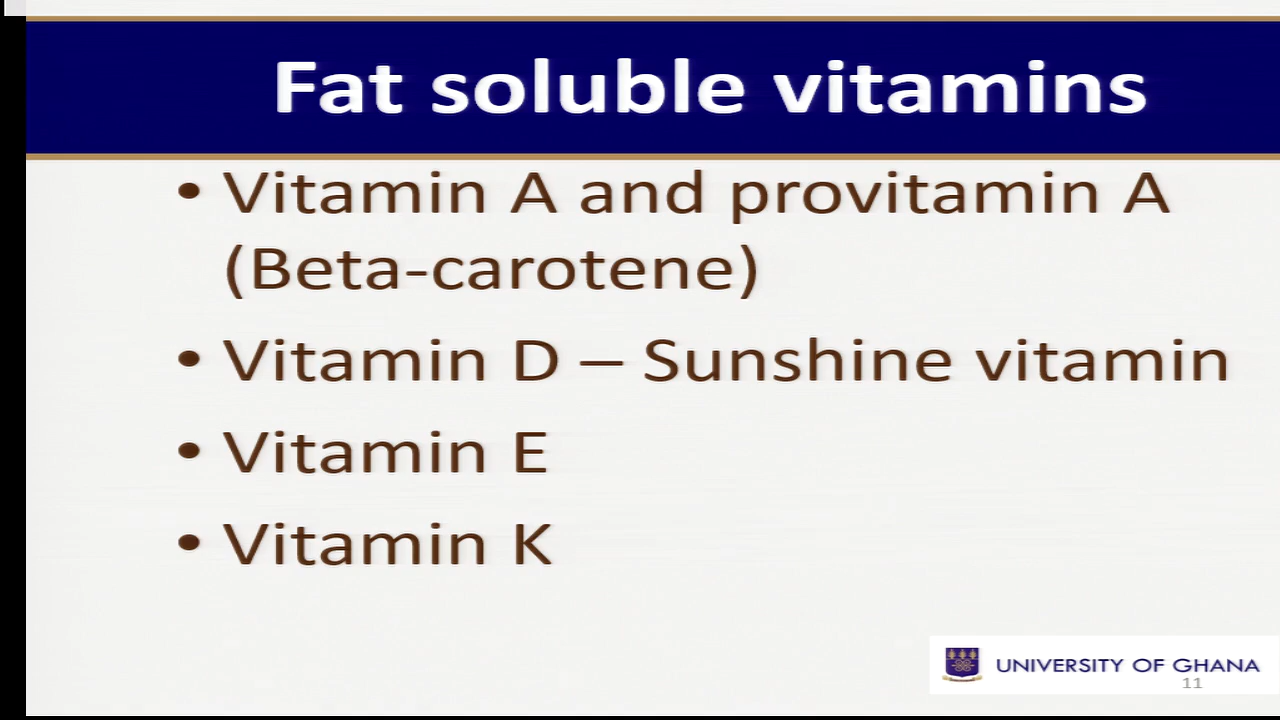 Fat soluble vitamins
• Vitamin A and provitamin A
(Beta-carotene)
• Vitamin D – Sunshine vitamin
• Vitamin E
• Vitamin K
UNIVERSITY OF GHANA
11